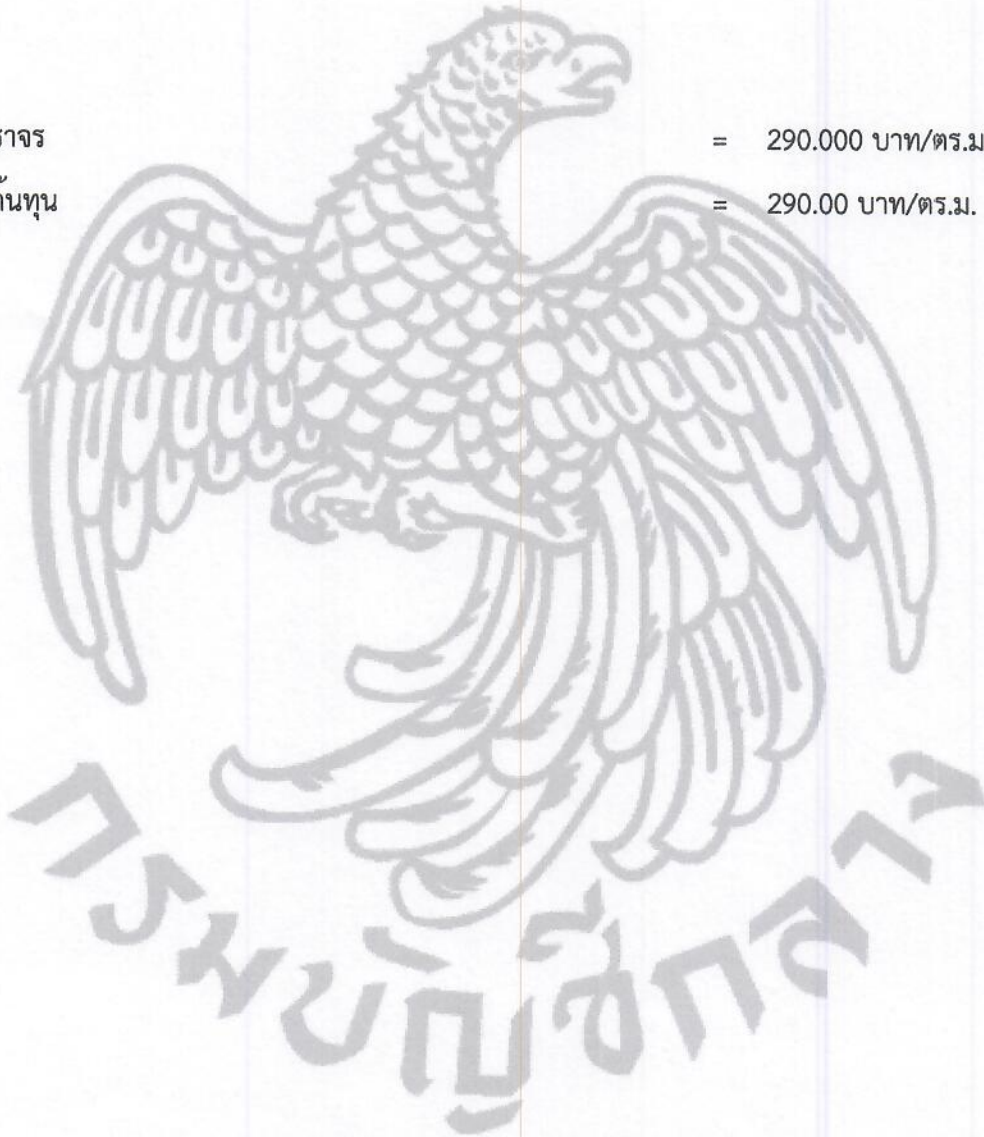 ราจร = 290.000 บาท/ตร.ม
ต้นทุน = 290.00 บาท/ตร.ม.
กรมบัญชีกลาง